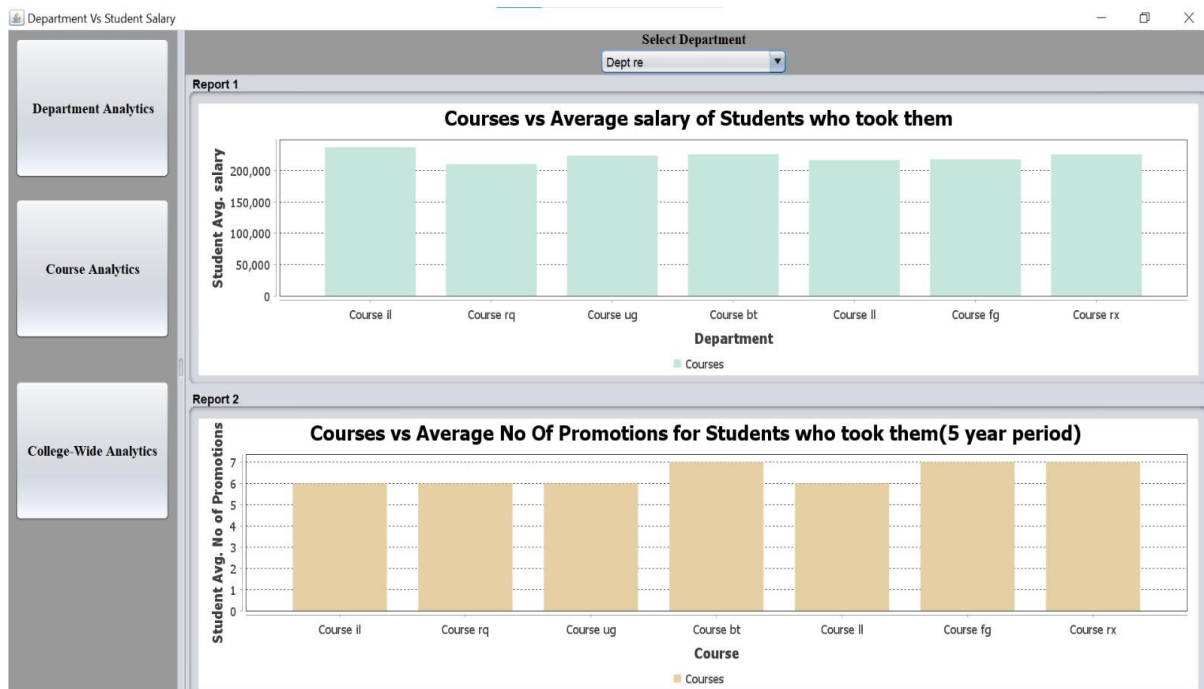 Department Vs Student Salary
Department Analytics
Course Analytics
College-Wide Analytics
Select Department
Dept re
Report 1
Courses vs Average salary of Students who took them
Student Avg. salary
200,000
150,000
100,000
50,000
0
Course il Course rq Course ug Course bt Course ll Course fg Course rx
Department
Courses
Report 2
Courses vs Average No Of Promotions for Students who took them(5 year period)
Student Avg. No of Promotions
7
6
5
4
3
2
1
0
Course il Course rq Course ug Course bt Course ll Course fg Course rx
Course
Courses